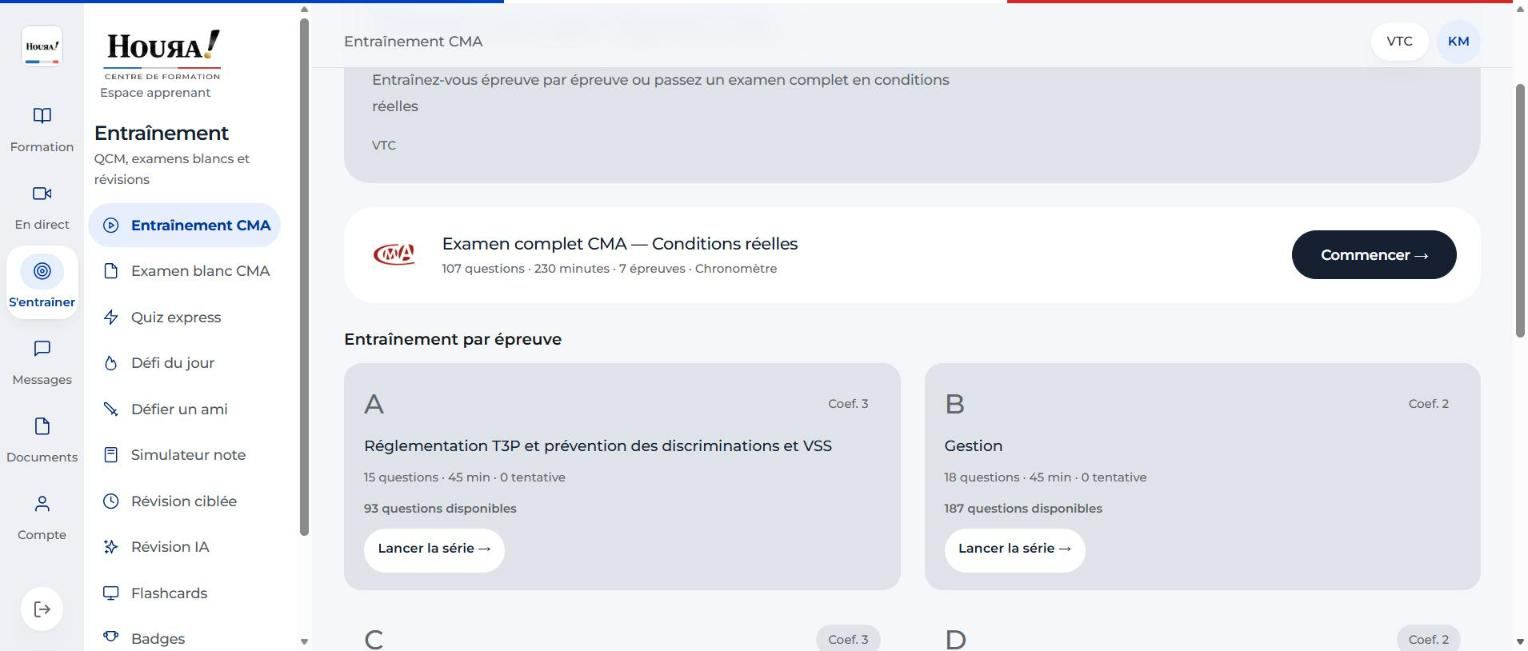 HOUЯA!
Formation
En direct
S'entraîner
Messages
Documents
Compte
HOUЯA!
CENTRE DE FORMATION
Espace apprenant
Entraînement
QCM, examens blancs et
révisions
Entraînement CMA
Examen blanc CMA
Quiz express
Défi du jour
Défier un ami
Simulateur note
Révision ciblée
Révision IA
Flashcards
Badges
Entraînement CMA
VTC
KM
Entraînez-vous épreuve par épreuve ou passez un examen complet en conditions
réelles
VTC
CMA
Examen complet CMA — Conditions réelles
107 questions · 230 minutes · 7 épreuves · Chronomètre
Commencer →
Entraînement par épreuve
A
Coef. 3
Réglementation T3P et prévention des discriminations et VSS
15 questions · 45 min · 0 tentative
93 questions disponibles
Lancer la série →
B
Coef. 2
Gestion
18 questions · 45 min · 0 tentative
187 questions disponibles
Lancer la série →
C
Coef. 3
D
Coef. 2